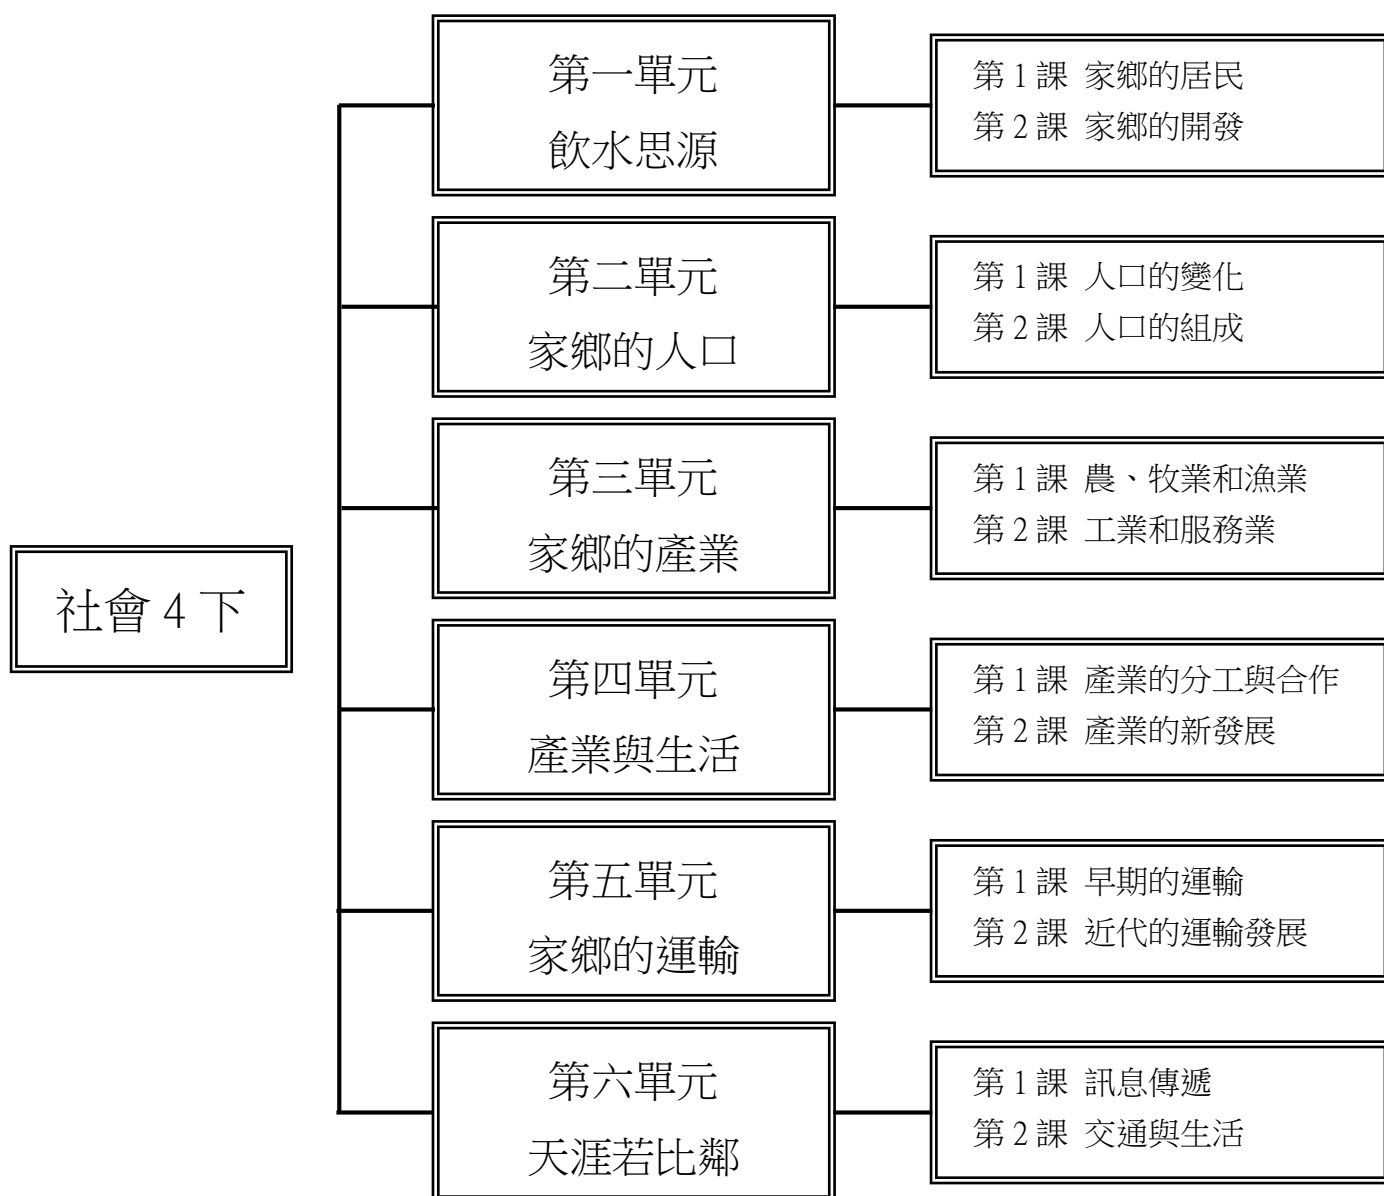 社會 4 下
第一單元
飲水思源
第 1 課 家鄉的居民
第 2 課 家鄉的開發
第二單元
家鄉的人口
第 1 課 人口的變化
第 2 課 人口的組成
第三單元
家鄉的產業
第 1 課 農、牧業和漁業
第 2 課 工業和服務業
第四單元
產業與生活
第 1 課 產業的分工與合作
第 2 課 產業的新發展
第五單元
家鄉的運輸
第 1 課 早期的運輸
第 2 課 近代的運輸發展
第六單元
天涯若比鄰
第 1 課 訊息傳遞
第 2 課 交通與生活